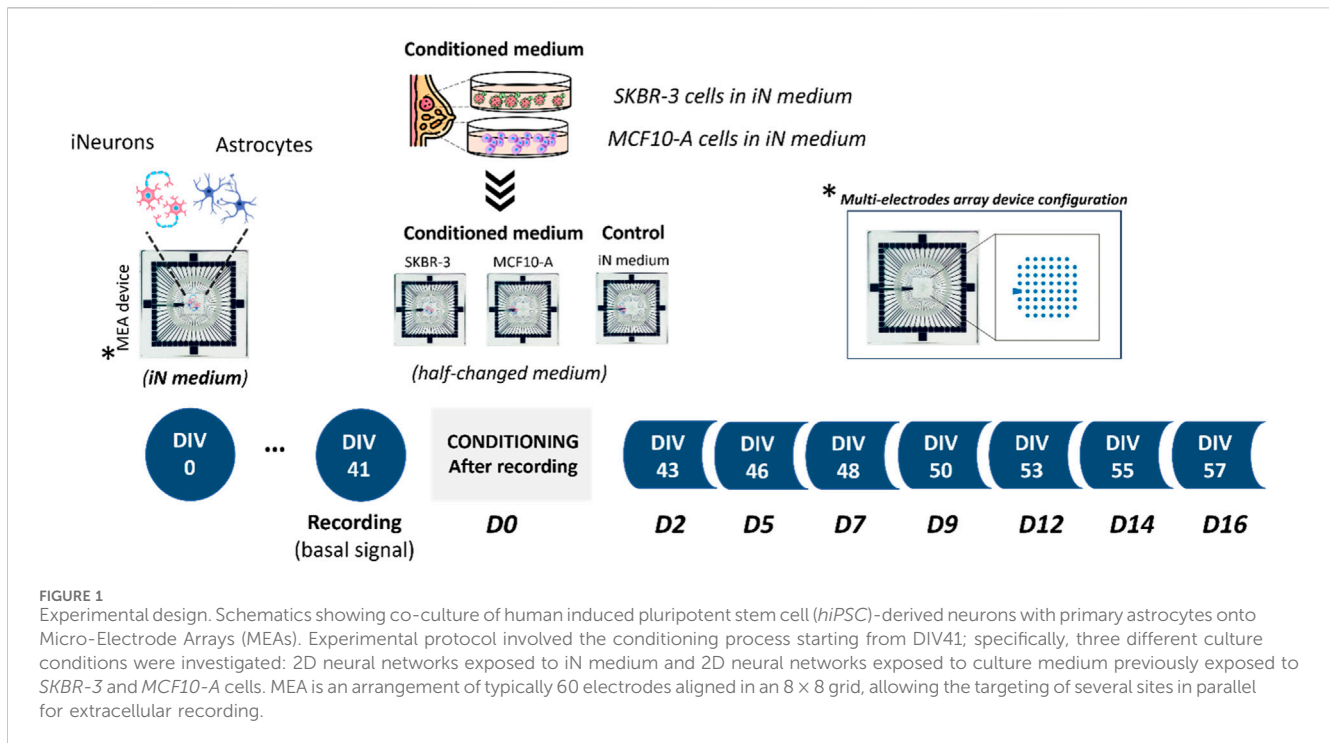 Conditioned medium
SKBR-3 cells in iN medium
MCF10-A cells in iN medium
iNeurons
Astrocytes
* MEA device
(iN medium)
Conditioned medium
Control
SKBR-3
MCF10-A
iN medium
(half-changed medium)
* Multi-electrodes array device configuration
DIV
0
...
DIV
41
CONDITIONING
After recording
DIV
43
DIV
46
DIV
48
DIV
50
DIV
53
DIV
55
DIV
57
Recording
(basal signal)
D0
D2
D5
D7
D9
D12
D14
D16
FIGURE 1
Experimental design. Schematics showing co-culture of human induced pluripotent stem cell (hiPSC)-derived neurons with primary astrocytes onto
Micro-Electrode Arrays (MEAs). Experimental protocol involved the conditioning process starting from DIV41; specifically, three different culture
conditions were investigated: 2D neural networks exposed to iN medium and 2D neural networks exposed to culture medium previously exposed to
SKBR-3 and MCF10-A cells. MEA is an arrangement of typically 60 electrodes aligned in an 8 × 8 grid, allowing the targeting of several sites in parallel
for extracellular recording.